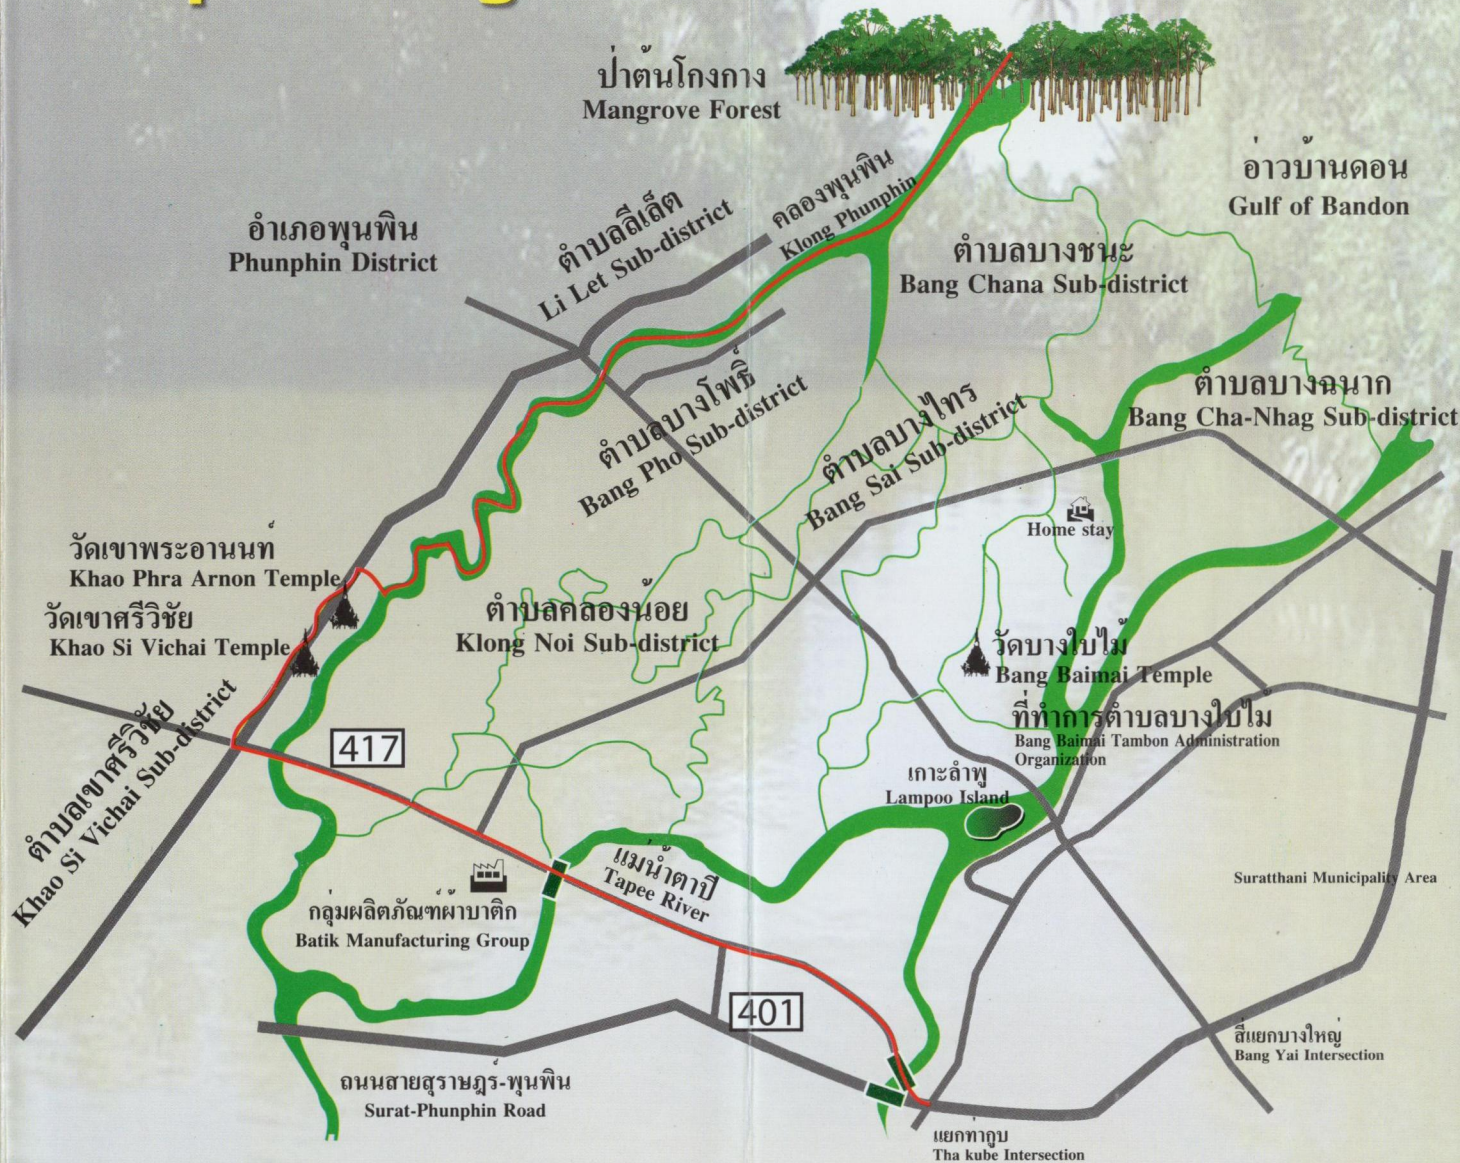 ป่าต้นโกงกาง
Mangrove Forest
อ่าวบ้านดอน
Gulf of Bandon
อำเภอพุนพิน
Phunphin District
ตำบลลีเล็ต
Li Let Sub-district
คลองพุนพิน
Klong Phunphin
ตำบลบางชนะ
Bang Chana Sub-district
ตำบลบางโพธิ์
Bang Pho Sub-district
ตำบลบางไทร
Bang Sai Sub-district
ตำบลบางฉนาก
Bang Cha-Nhag Sub-district
Home stay
วัดเขาพระอานนท์
Khao Phra Arnon Temple
วัดเขาศรีวิชัย
Khao Si Vichai Temple
ตำบลคลองน้อย
Klong Noi Sub-district
วัดบางใบไม้
Bang Baimai Temple
ที่ทำการตำบลบางใบไม้
Bang Baimai Tambon Administration
Organization
ตำบลเขาศรีวิชัย
Khao Si Vichai Sub-district
417
เกาะลำพู
Lampoo Island
แม่น้ำตาปี
Tapee River
กลุ่มผลิตภัณฑ์ผ้าบาติก
Batik Manufacturing Group
Suratthani Municipality Area
401
สี่แยกบางใหญ่
Bang Yai Intersection
ถนนสายสุราษฎร์-พุนพิน
Surat-Phunphin Road
แยกท่ากูบ
Tha kube Intersection